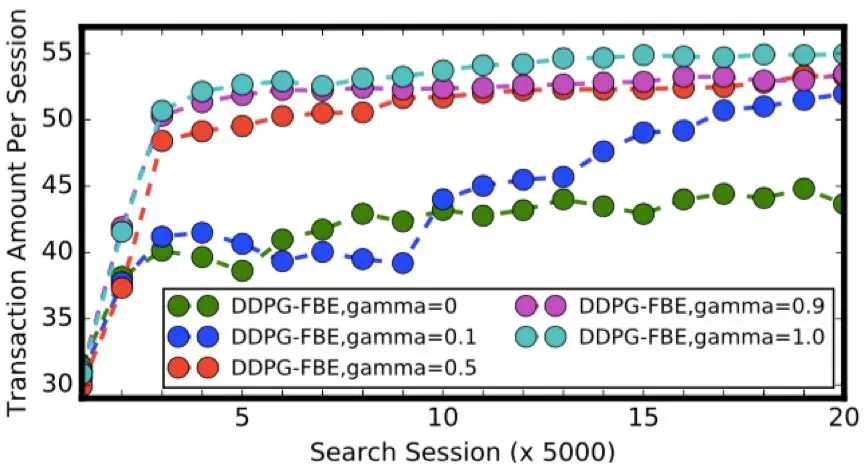 Transaction Amount Per Session
55
50
45
40
35
30
DDPG-FBE,gamma=0
DDPG-FBE,gamma=0.1
DDPG-FBE,gamma=0.5
DDPG-FBE,gamma=0.9
DDPG-FBE,gamma=1.0
5 10 15 20
Search Session (x 5000)